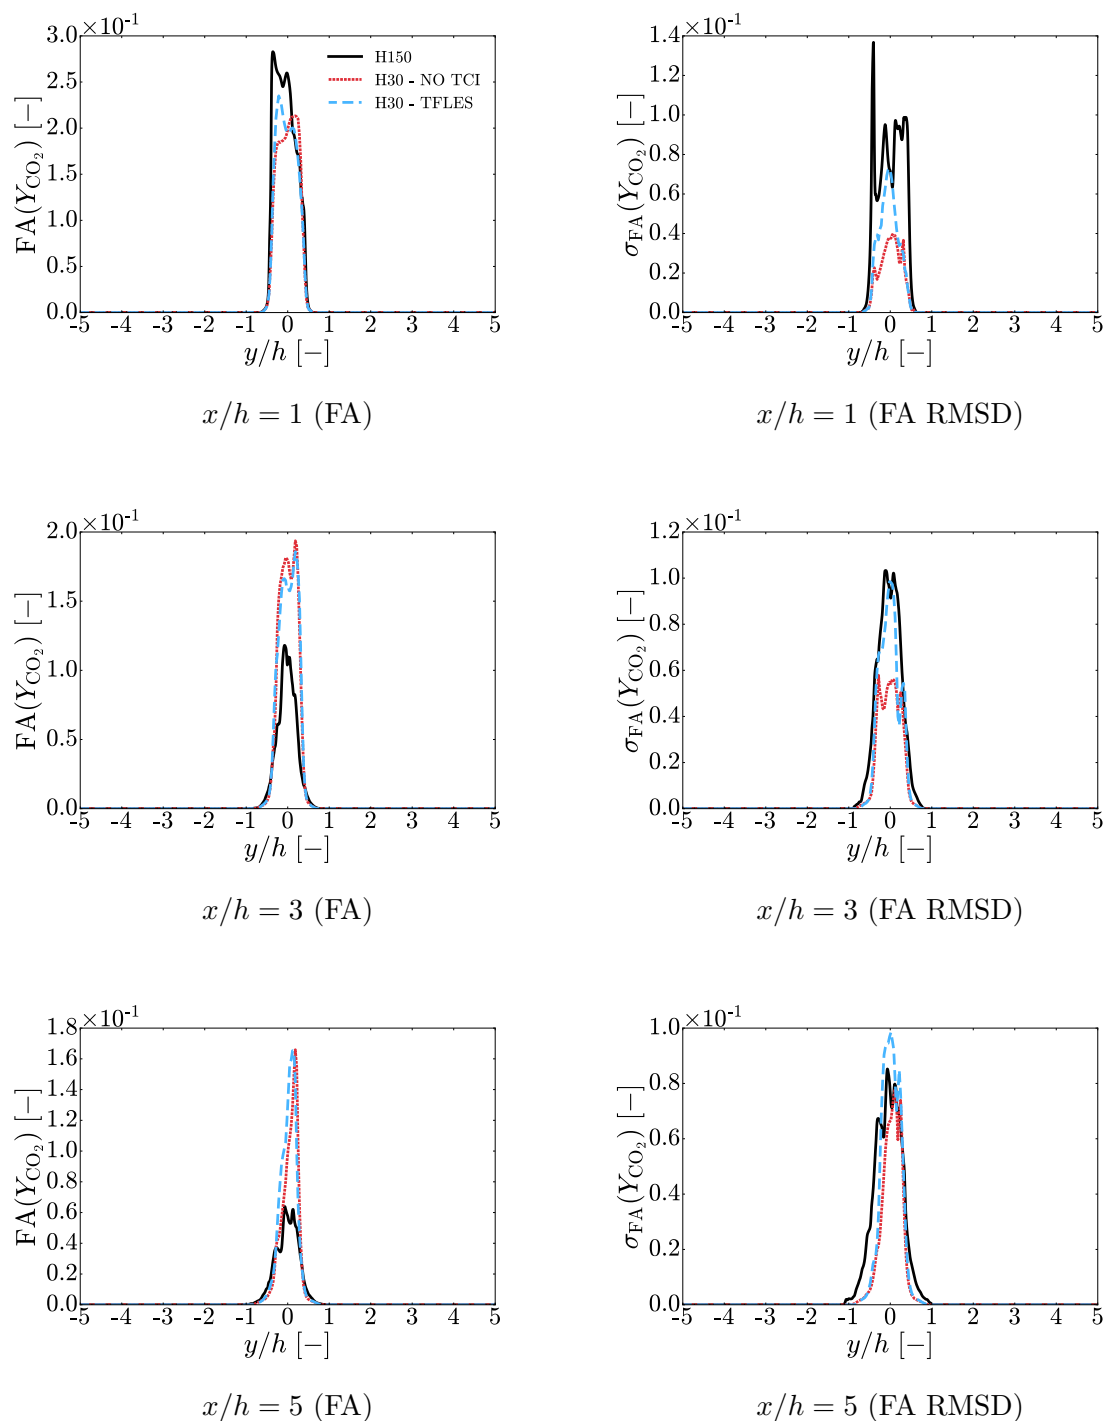 3.0 ×10⁻¹
2.5
2.0
1.5
1.0
0.5
0.0
FA(Y_CO₂) [−]
H150
H30 - NO TCI
H30 - TFLES
-5 -4 -3 -2 -1 0 1 2 3 4 5
y/h [−]
x/h = 1 (FA)
1.4 ×10⁻¹
1.2
1.0
0.8
0.6
0.4
0.2
0.0
σ_FA(Y_CO₂) [−]
-5 -4 -3 -2 -1 0 1 2 3 4 5
y/h [−]
x/h = 1 (FA RMSD)
2.0 ×10⁻¹
1.5
1.0
0.5
0.0
FA(Y_CO₂) [−]
-5 -4 -3 -2 -1 0 1 2 3 4 5
y/h [−]
x/h = 3 (FA)
1.2 ×10⁻¹
1.0
0.8
0.6
0.4
0.2
0.0
σ_FA(Y_CO₂) [−]
-5 -4 -3 -2 -1 0 1 2 3 4 5
y/h [−]
x/h = 3 (FA RMSD)
1.8 ×10⁻¹
1.6
1.4
1.2
1.0
0.8
0.6
0.4
0.2
0.0
FA(Y_CO₂) [−]
-5 -4 -3 -2 -1 0 1 2 3 4 5
y/h [−]
x/h = 5 (FA)
1.0 ×10⁻¹
0.8
0.6
0.4
0.2
0.0
σ_FA(Y_CO₂) [−]
-5 -4 -3 -2 -1 0 1 2 3 4 5
y/h [−]
x/h = 5 (FA RMSD)